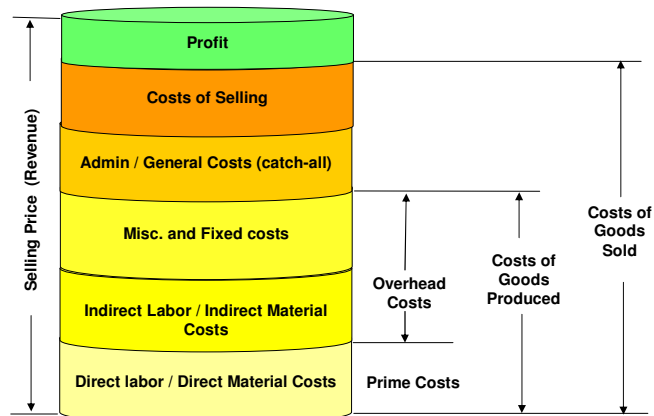 Profit
Costs of Selling
Admin / General Costs (catch-all)
Misc. and Fixed costs
Indirect Labor / Indirect Material
Costs
Direct labor / Direct Material Costs
Selling Price (Revenue)
Overhead
Costs
Prime Costs
Costs of
Goods
Produced
Costs of
Goods
Sold